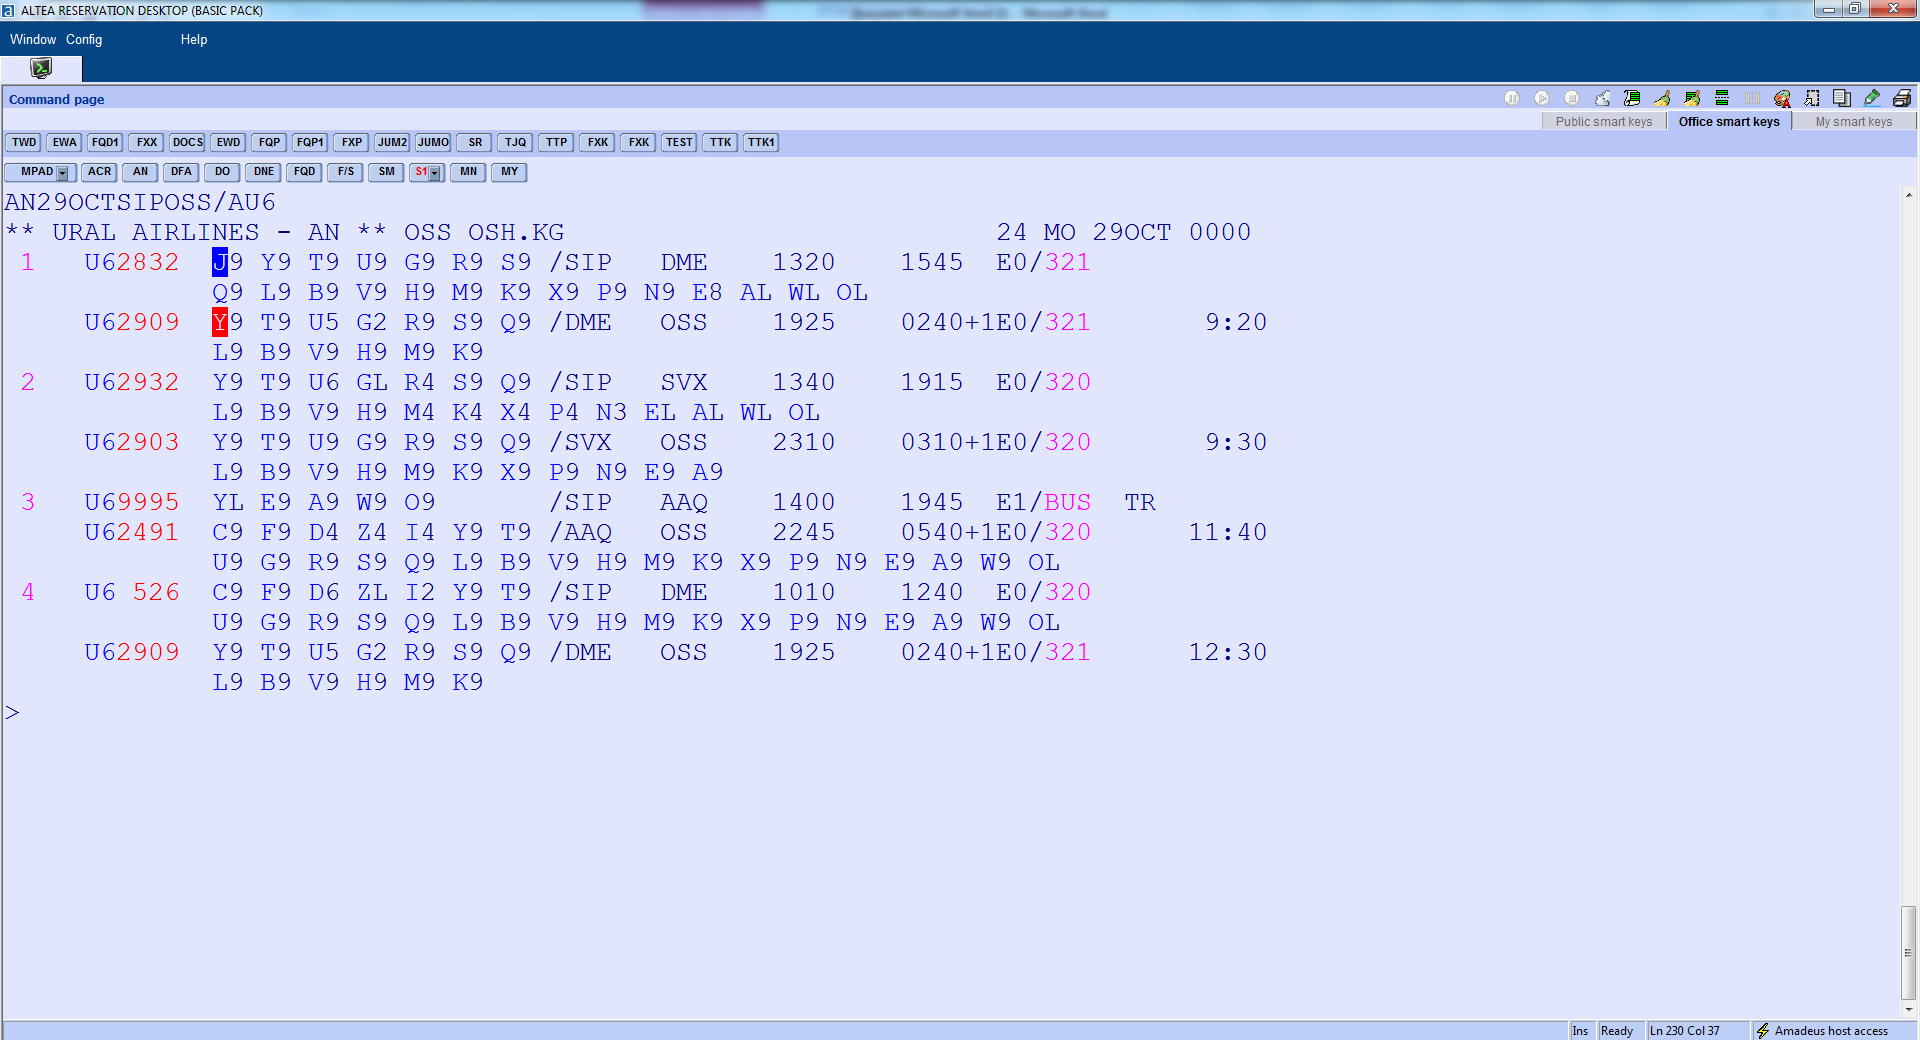 ALTEA RESERVATION DESKTOP (BASIC PACK)
Window Config Help
Command page
Public smart keys Office smart keys My smart keys
TWD EWA FQD1 FXX DOCS EWD FQP FQP1 FXP JUM2 JUMO SR TJQ TTP FXK FXK TEST TTK TTK1
MPAD ACR AN DFA DO DNE FQD F/S SM S1 MN MY
AN29OCTSIPOSS/AU6
** URAL AIRLINES - AN ** OSS OSH.KG 24 MO 29OCT 0000
1 U62832 J9 Y9 T9 U9 G9 R9 S9 /SIP DME 1320 1545 E0/321
Q9 L9 B9 V9 H9 M9 K9 X9 P9 N9 E8 AL WL OL
U62909 Y9 T9 U5 G2 R9 S9 Q9 /DME OSS 1925 0240+1E0/321 9:20
L9 B9 V9 H9 M9 K9
2 U62932 Y9 T9 U6 GL R4 S9 Q9 /SIP SVX 1340 1915 E0/320
L9 B9 V9 H9 M4 K4 X4 P4 N3 EL AL WL OL
U62903 Y9 T9 U9 G9 R9 S9 Q9 /SVX OSS 2310 0310+1E0/320 9:30
L9 B9 V9 H9 M9 K9 X9 P9 N9 E9 A9
3 U69995 YL E9 A9 W9 O9 /SIP AAQ 1400 1945 E1/BUS TR
U62491 C9 F9 D4 Z4 I4 Y9 T9 /AAQ OSS 2245 0540+1E0/320 11:40
U9 G9 R9 S9 Q9 L9 B9 V9 H9 M9 K9 X9 P9 N9 E9 A9 W9 OL
4 U6 526 C9 F9 D6 ZL I2 Y9 T9 /SIP DME 1010 1240 E0/320
U9 G9 R9 S9 Q9 L9 B9 V9 H9 M9 K9 X9 P9 N9 E9 A9 W9 OL
U62909 Y9 T9 U5 G2 R9 S9 Q9 /DME OSS 1925 0240+1E0/321 12:30
L9 B9 V9 H9 M9 K9
>
Ins Ready Ln 230 Col 37 Amadeus host access